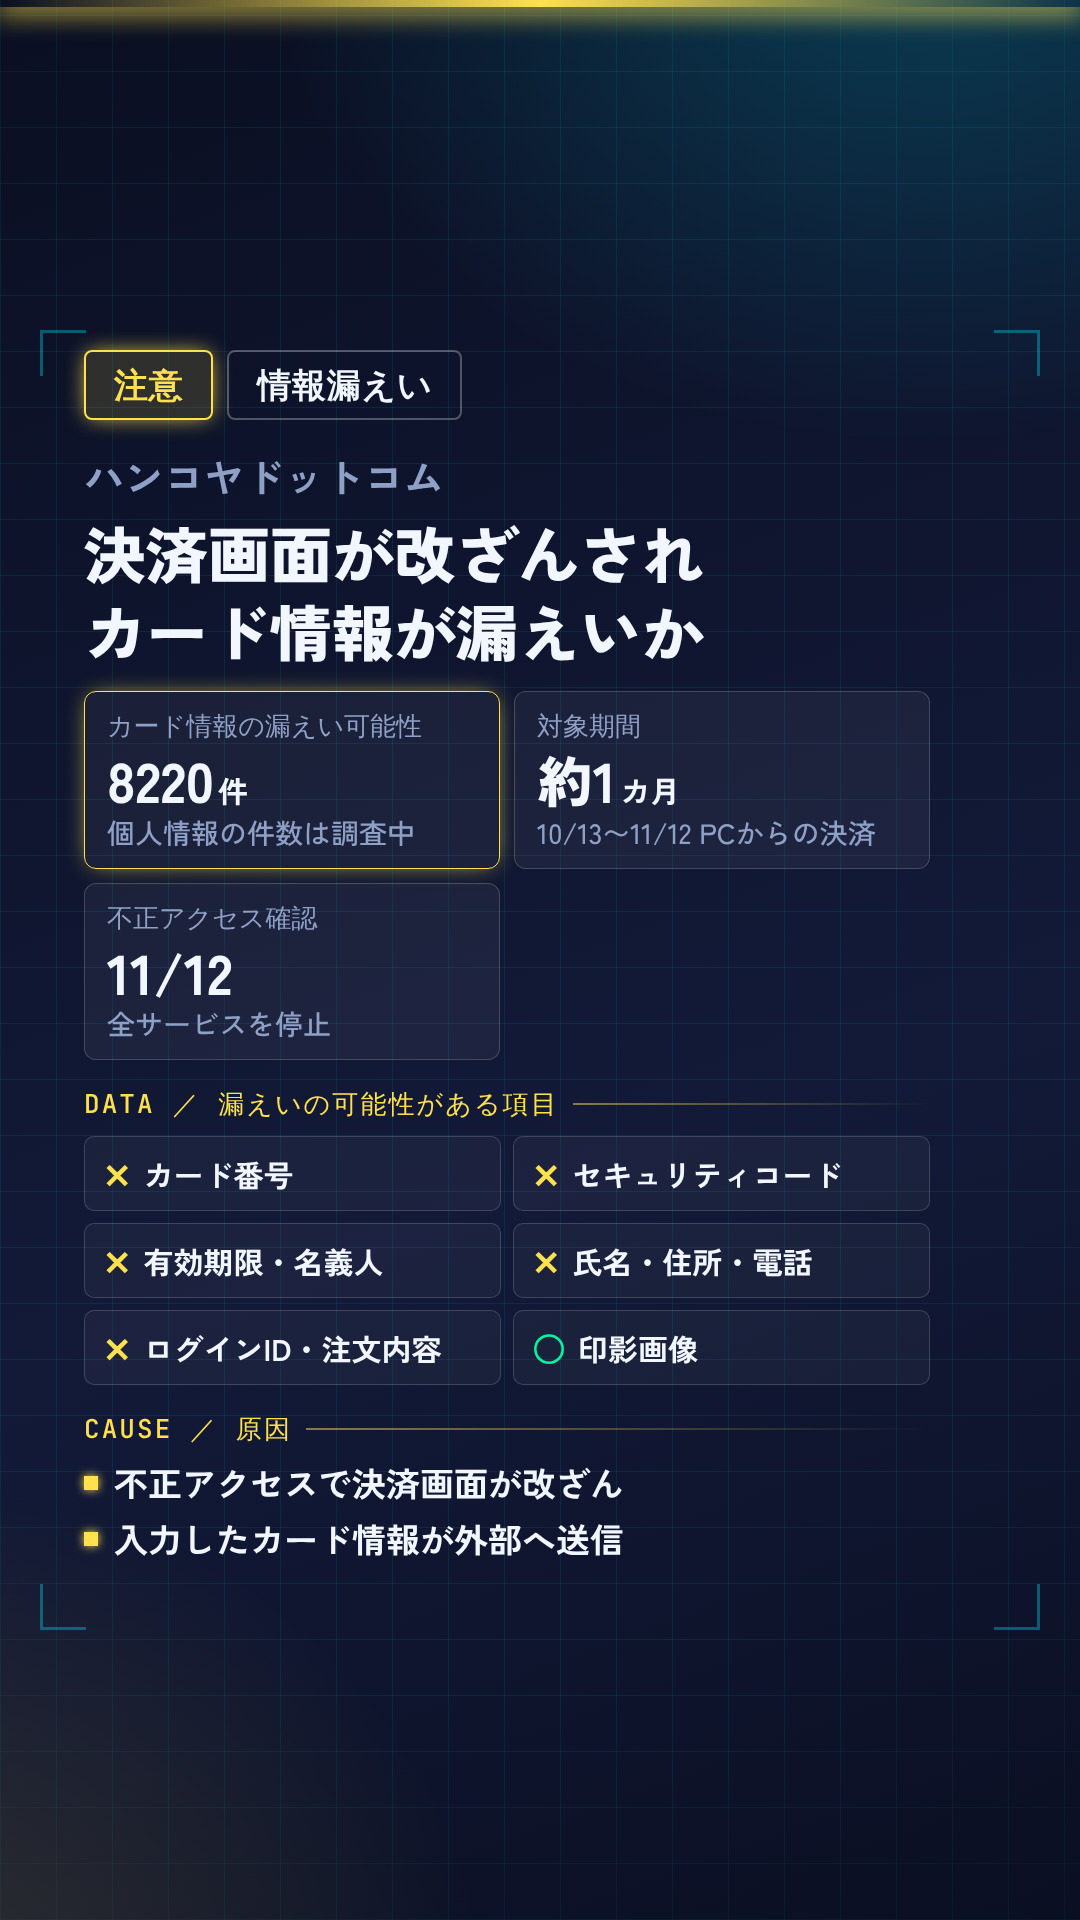 注意
情報漏えい
ハンコヤドットコム
決済画面が改ざんされ
カード情報が漏えいか
カード情報の漏えい可能性
8220件
個人情報の件数は調査中
対象期間
約1カ月
10/13〜11/12 PCからの決済
不正アクセス確認
11/12
全サービスを停止
DATA ／ 漏えいの可能性がある項目
✕ カード番号
✕ セキュリティコード
✕ 有効期限・名義人
✕ 氏名・住所・電話
✕ ログインID・注文内容
◯ 印影画像
CAUSE ／ 原因
不正アクセスで決済画面が改ざん
入力したカード情報が外部へ送信